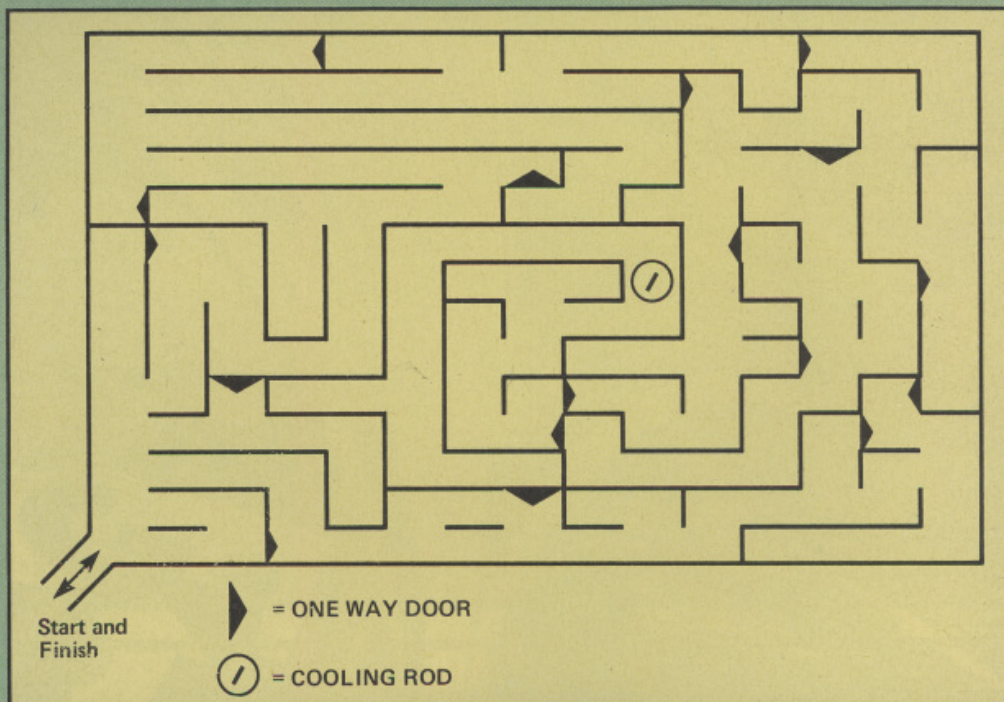 Start and
Finish
= ONE WAY DOOR
= COOLING ROD